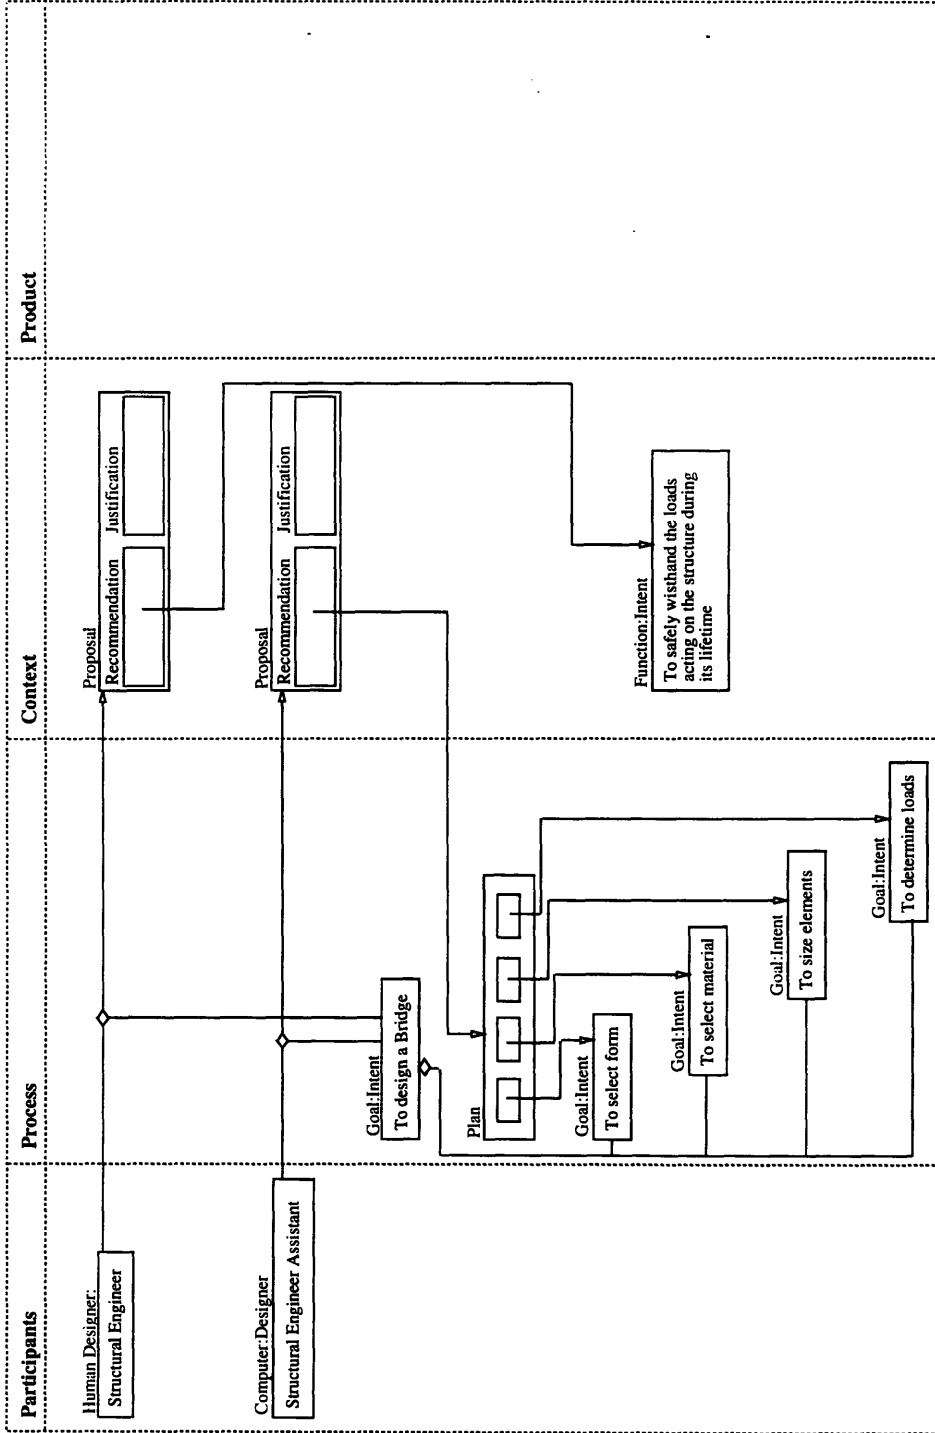 Participants
Process
Context
Product
Human Designer:
Structural Engineer
Proposal
Recommendation
Justification
Computer:Designer
Structural Engineer Assistant
Proposal
Recommendation
Justification
Goal:Intent
To design a Bridge
Plan
Goal:Intent
To select form
Goal:Intent
To select material
Goal:Intent
To size elements
Goal:Intent
To determine loads
Function:Intent
To safely wisthand the loads
acting on the structure during
its lifetime